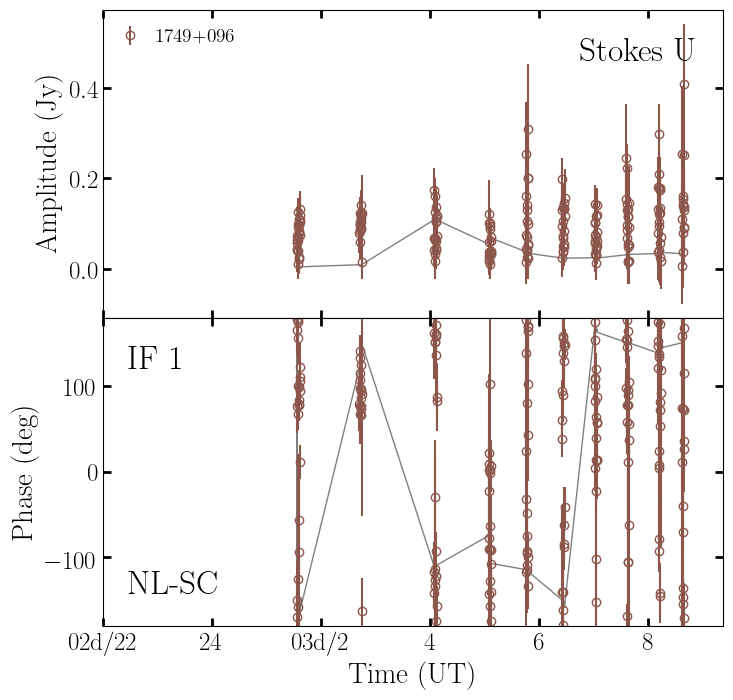 1749+096
Stokes U
Amplitude (Jy)
0.4
0.2
0.0
IF 1
NL-SC
Phase (deg)
100
0
−100
02d/22
24
03d/2
4
6
8
Time (UT)